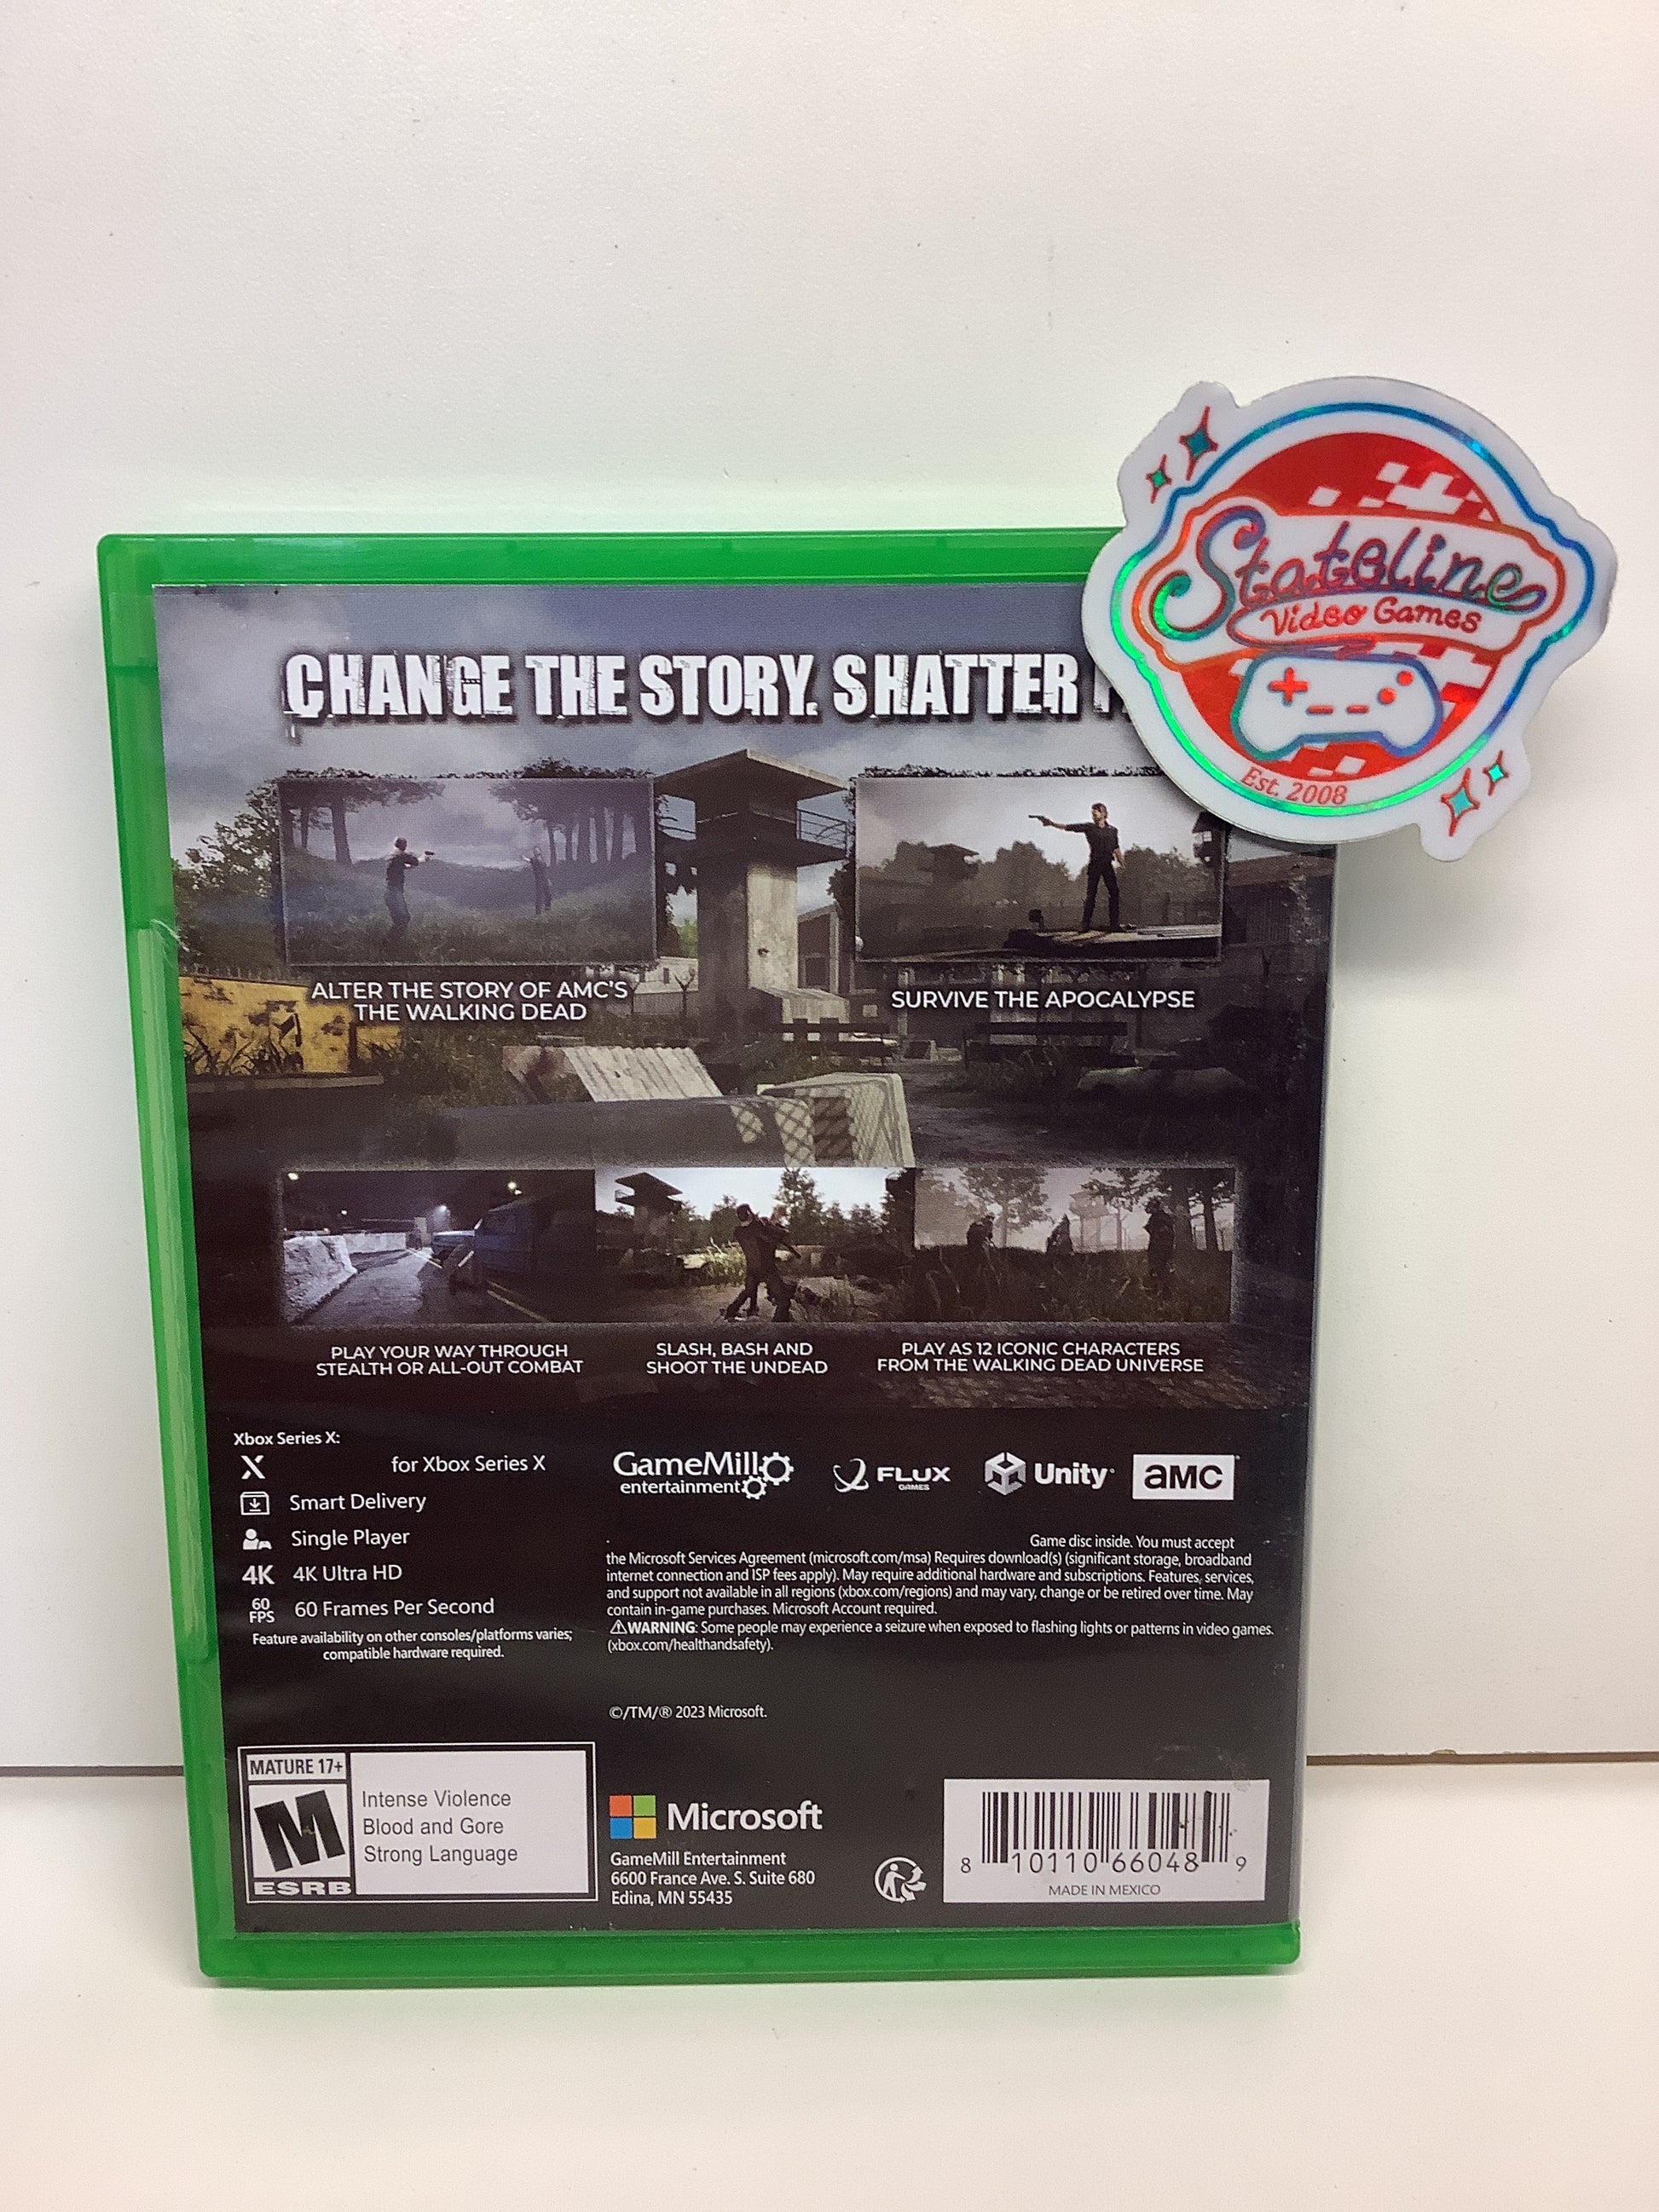 Stateline
Video Games
Est. 2008
CHANGE THE STORY. SHATTER
ALTER THE STORY OF AMC'S
THE WALKING DEAD
SURVIVE THE APOCALYPSE
PLAY YOUR WAY THROUGH
STEALTH OR ALL-OUT COMBAT
SLASH, BASH AND
SHOOT THE UNDEAD
PLAY AS 12 ICONIC CHARACTERS
FROM THE WALKING DEAD UNIVERSE
Xbox Series X:
X for Xbox Series X
Smart Delivery
Single Player
4K 4K Ultra HD
60 FPS 60 Frames Per Second
Feature availability on other consoles/platforms varies;
compatible hardware required.
GameMill
entertainment
FLUX
GAMES
Unity
aMC
Game disc inside. You must accept
the Microsoft Services Agreement (microsoft.com/msa) Requires download(s) (significant storage, broadband
internet connection and ISP fees apply). May require additional hardware and subscriptions. Features, services,
and support not available in all regions (xbox.com/regions) and may vary, change or be retired over time. May
contain in-game purchases. Microsoft Account required.
⚠WARNING: Some people may experience a seizure when exposed to flashing lights or patterns in video games.
(xbox.com/healthandsafety).
©/TM/® 2023 Microsoft.
MATURE 17+
M
ESRB
Intense Violence
Blood and Gore
Strong Language
Microsoft
GameMill Entertainment
6600 France Ave. S. Suite 680
Edina, MN 55435
8 10110 66048 9
MADE IN MEXICO